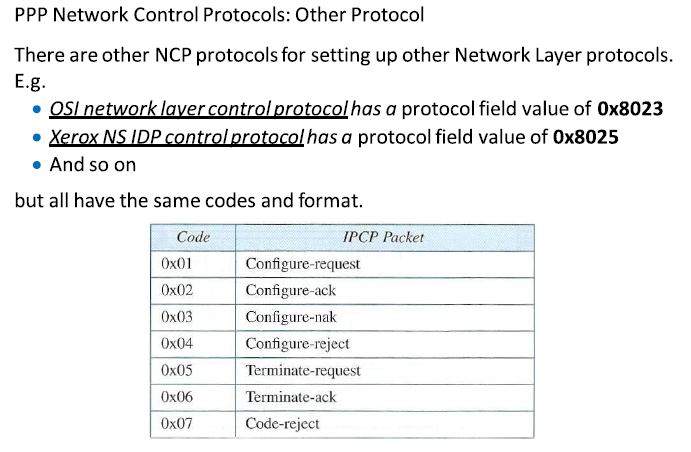 PPP Network Control Protocols: Other Protocol
There are other NCP protocols for setting up other Network Layer protocols.
E.g.
• OSI network layer control protocol has a protocol field value of 0x8023
• Xerox NS IDP control protocol has a protocol field value of 0x8025
• And so on
but all have the same codes and format.
Code IPCP Packet
0x01 Configure-request
0x02 Configure-ack
0x03 Configure-nak
0x04 Configure-reject
0x05 Terminate-request
0x06 Terminate-ack
0x07 Code-reject